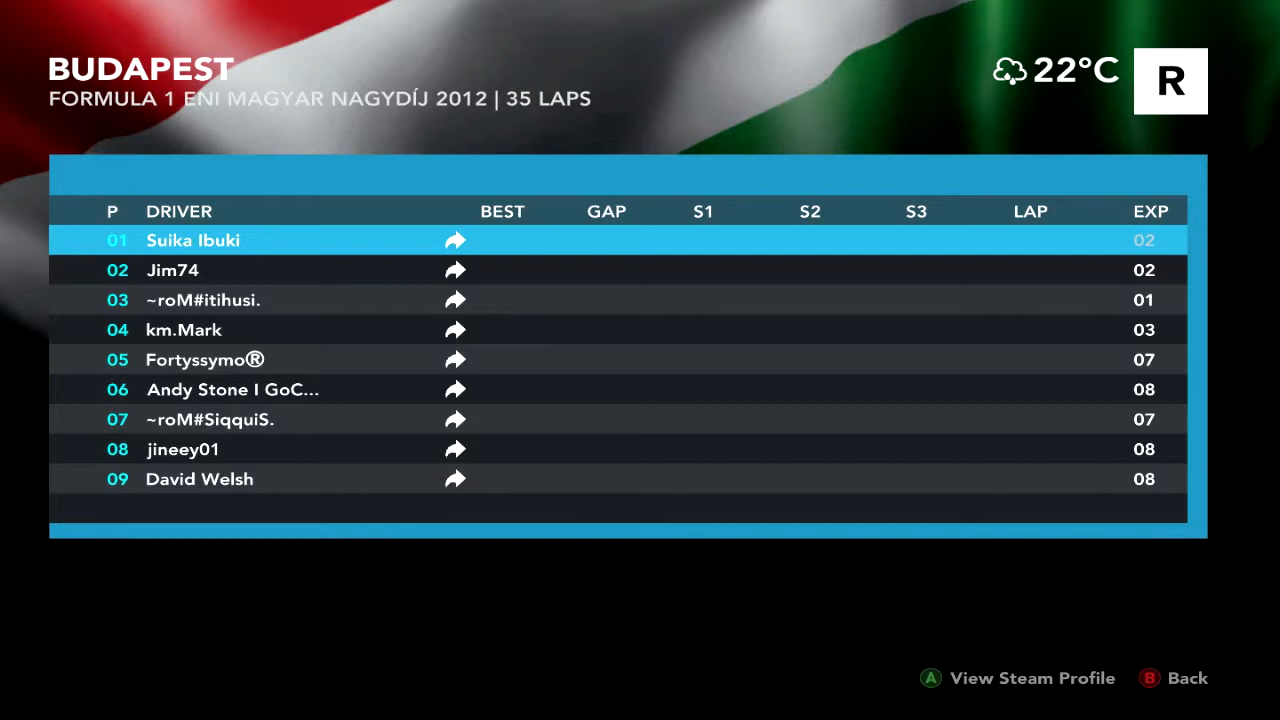 BUDAPEST
FORMULA 1 ENI MAGYAR NAGYDÍJ 2012 | 35 LAPS
22°C
R
P DRIVER BEST GAP S1 S2 S3 LAP EXP
01 Suika Ibuki 02
02 Jim74 02
03 ~roM#itihusi. 01
04 km.Mark 03
05 Fortyssymo® 07
06 Andy Stone I GoC... 08
07 ~roM#SiqquiS. 07
08 jineey01 08
09 David Welsh 08
A View Steam Profile B Back